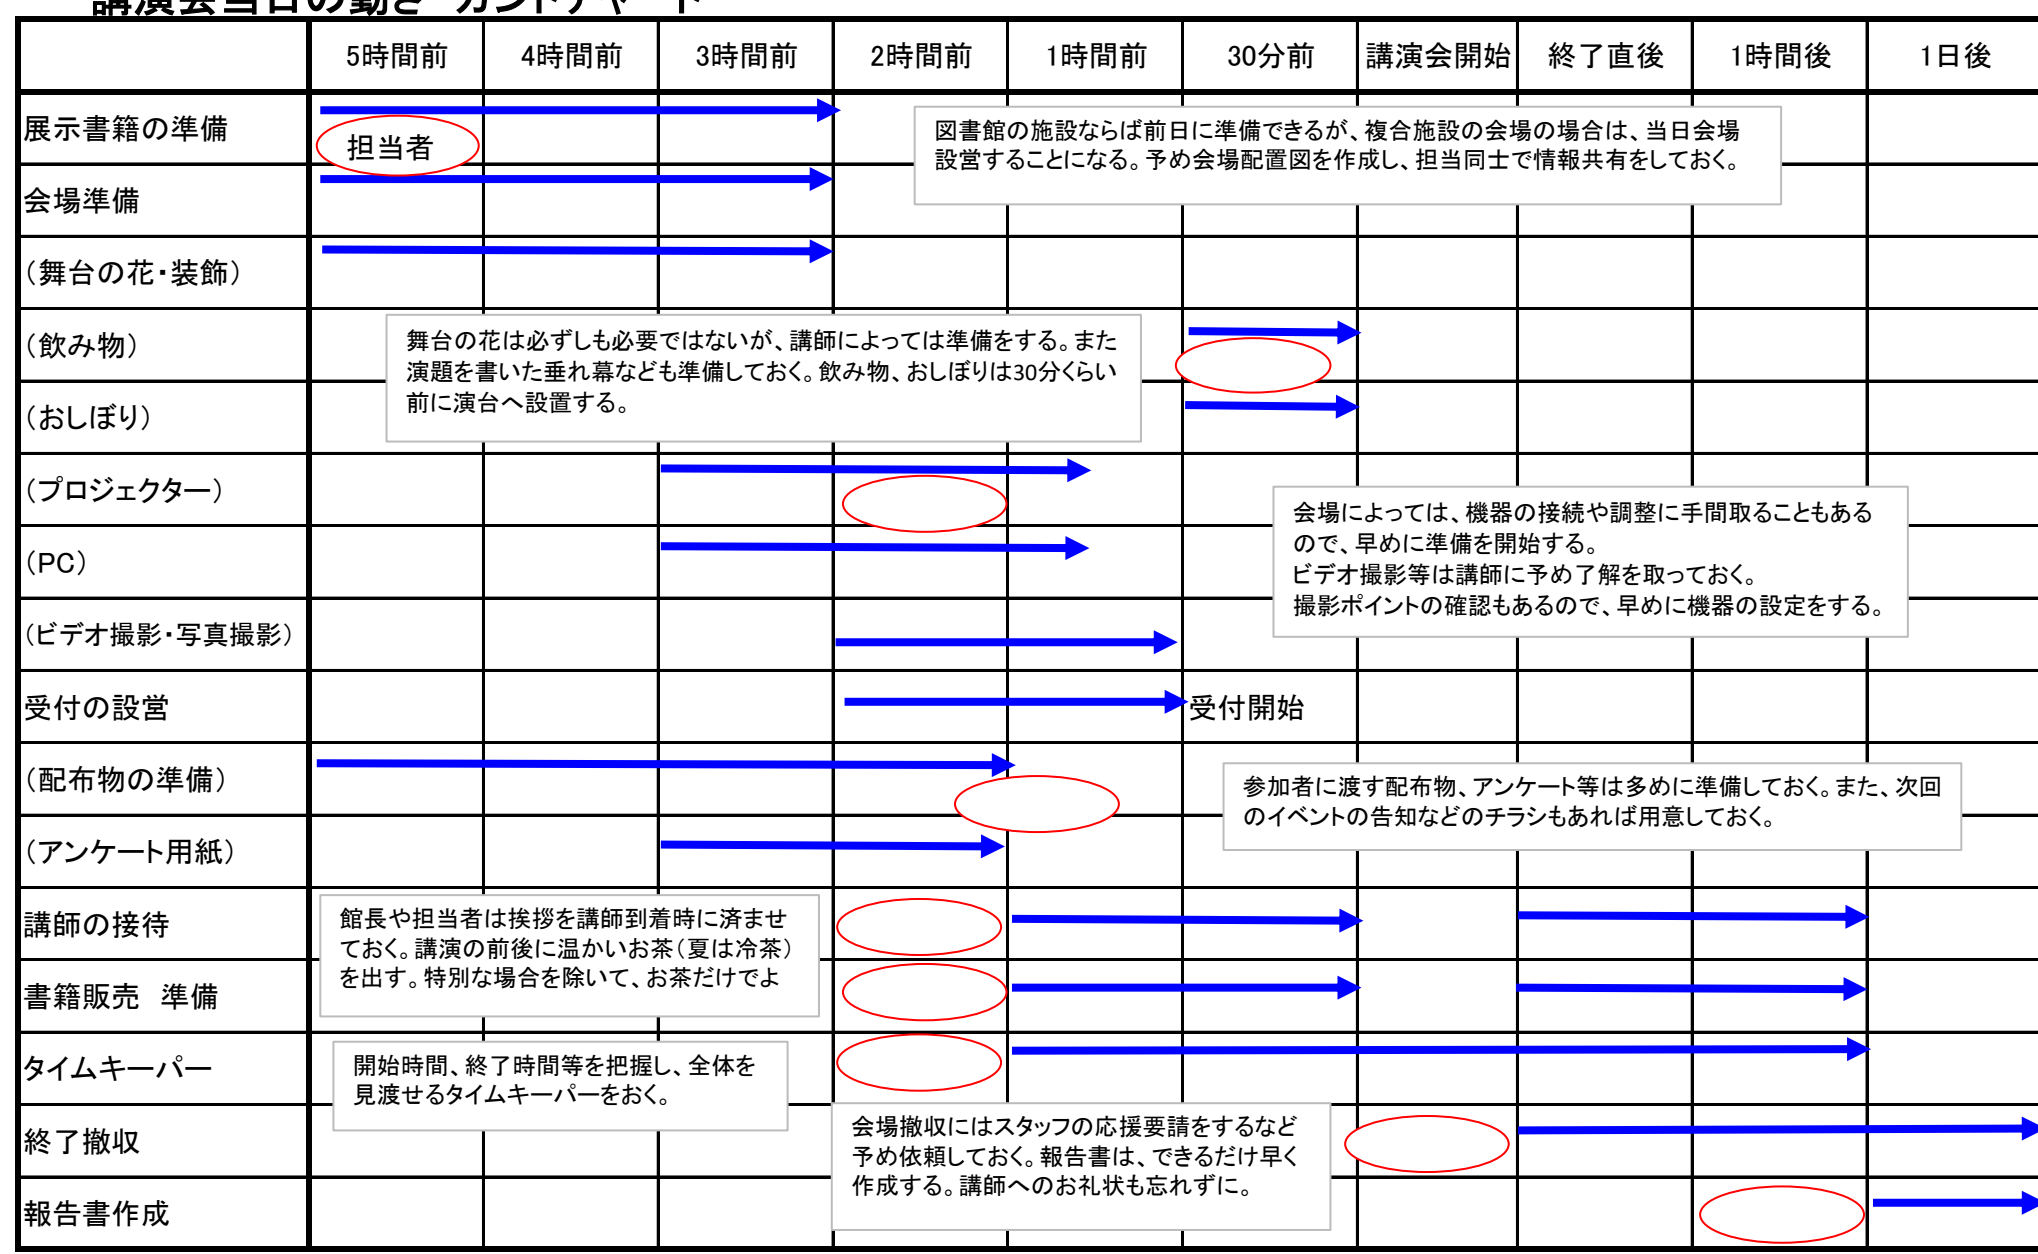 講演会当日の動き ガントチャート
5時間前 4時間前 3時間前 2時間前 1時間前 30分前 講演会開始 終了直後 1時間後 1日後
展示書籍の準備
担当者
図書館の施設ならば前日に準備できるが、複合施設の会場の場合は、当日会場
設営することになる。予め会場配置図を作成し、担当同士で情報共有をしておく。
会場準備
（舞台の花・装飾）
（飲み物）
舞台の花は必ずしも必要ではないが、講師によっては準備をする。また
演題を書いた垂れ幕なども準備しておく。飲み物、おしぼりは30分くらい
前に演台へ設置する。
（おしぼり）
（プロジェクター）
会場によっては、機器の接続や調整に手間取ることもある
ので、早めに準備を開始する。
ビデオ撮影等は講師に予め了解を取っておく。
撮影ポイントの確認もあるので、早めに機器の設定をする。
（PC）
（ビデオ撮影・写真撮影）
受付の設営
受付開始
（配布物の準備）
参加者に渡す配布物、アンケート等は多めに準備しておく。また、次回
のイベントの告知などのチラシもあれば用意しておく。
（アンケート用紙）
講師の接待
館長や担当者は挨拶を講師到着時に済ませ
ておく。講演の前後に温かいお茶（夏は冷茶）
を出す。特別な場合を除いて、お茶だけでよ
書籍販売　準備
タイムキーパー
開始時間、終了時間等を把握し、全体を
見渡せるタイムキーパーをおく。
終了撤収
会場撤収にはスタッフの応援要請をするなど
予め依頼しておく。報告書は、できるだけ早く
作成する。講師へのお礼状も忘れずに。
報告書作成